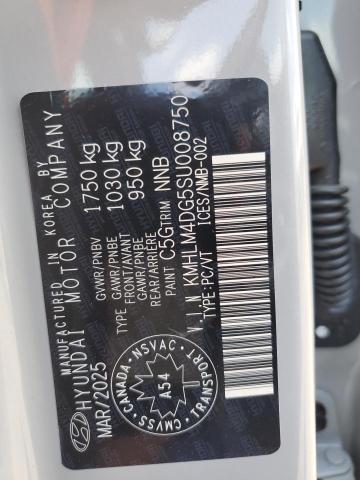 MANUFACTURED IN KOREA BY
HYUNDAI MOTOR COMPANY
MAR/2025
GVWR/PNBV 1750 kg
TYPE GAWR/PNBE FRONT/AVANT 1030 kg
GAWR/PNBE REAR/ARRIÈRE 950 kg
PAINT C5G TRIM NNB
V I N KMHLM4DG5SU008750
TYPE:PC/VT ICES/NMB-002
CMVSS • CANADA • NSVAC • TRANSPORT
A54